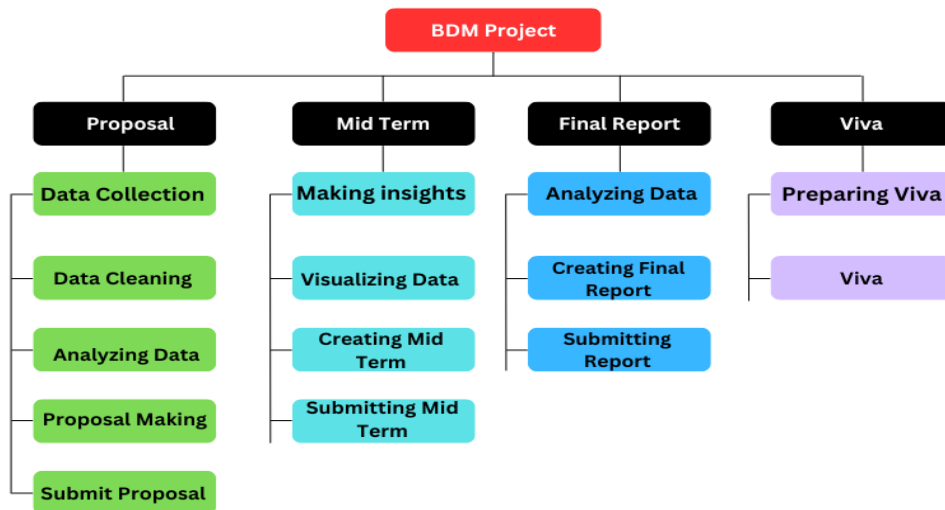 BDM Project
Proposal
Mid Term
Final Report
Viva
Data Collection
Making insights
Analyzing Data
Preparing Viva
Data Cleaning
Visualizing Data
Creating Final
Report
Viva
Analyzing Data
Creating Mid
Term
Submitting
Report
Proposal Making
Submitting Mid
Term
Submit Proposal